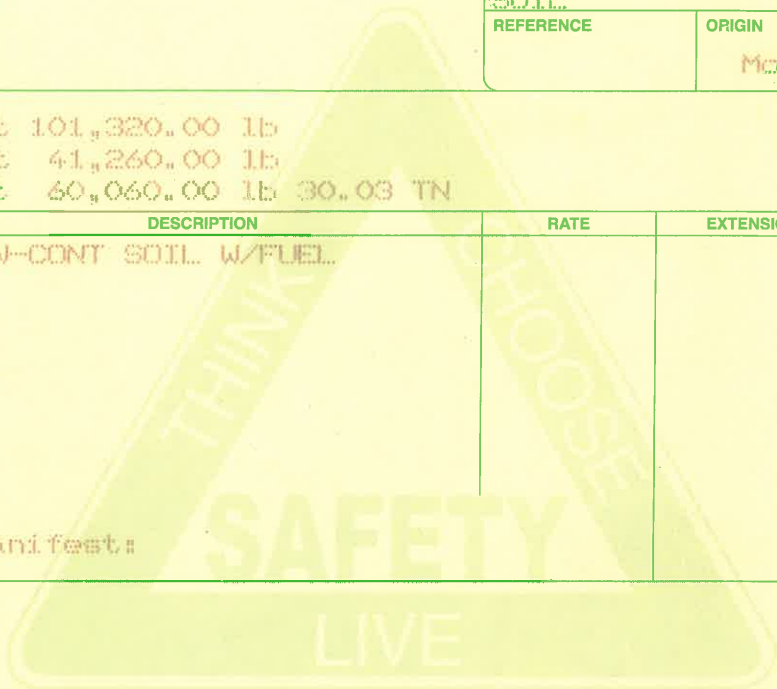 SOIL
REFERENCE ORIGIN
Mo
t 101,320.00 lb
t 41,260.00 lb
t 60,060.00 lb 30.03 TN
DESCRIPTION RATE EXTENSI
W-CONT SOIL W/FUEL
THINK
CHOOSE
SAFETY
anifest:
LIVE